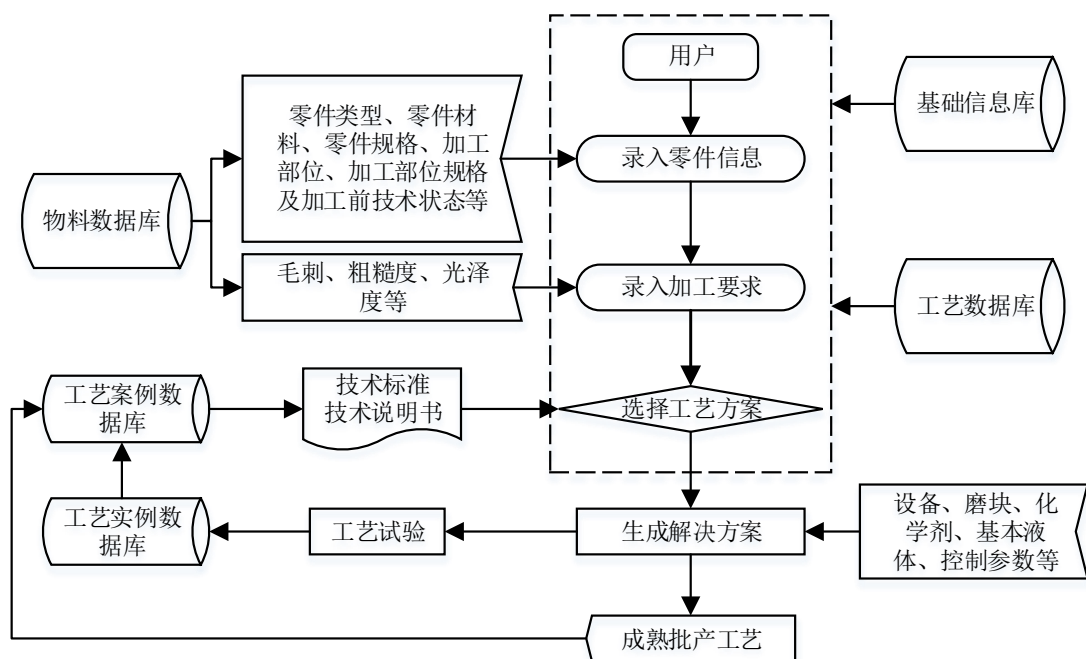 用户
基础信息库
零件类型、零件材
料、零件规格、加工
部位、加工部位规格
及加工前技术状态等
录入零件信息
物料数据库
毛刺、粗糙度、光泽
度等
录入加工要求
工艺数据库
工艺案例数
据库
技术标准
技术说明书
选择工艺方案
工艺实例数
据库
工艺试验
生成解决方案
设备、磨块、化
学剂、基本液
体、控制参数等
成熟批产工艺